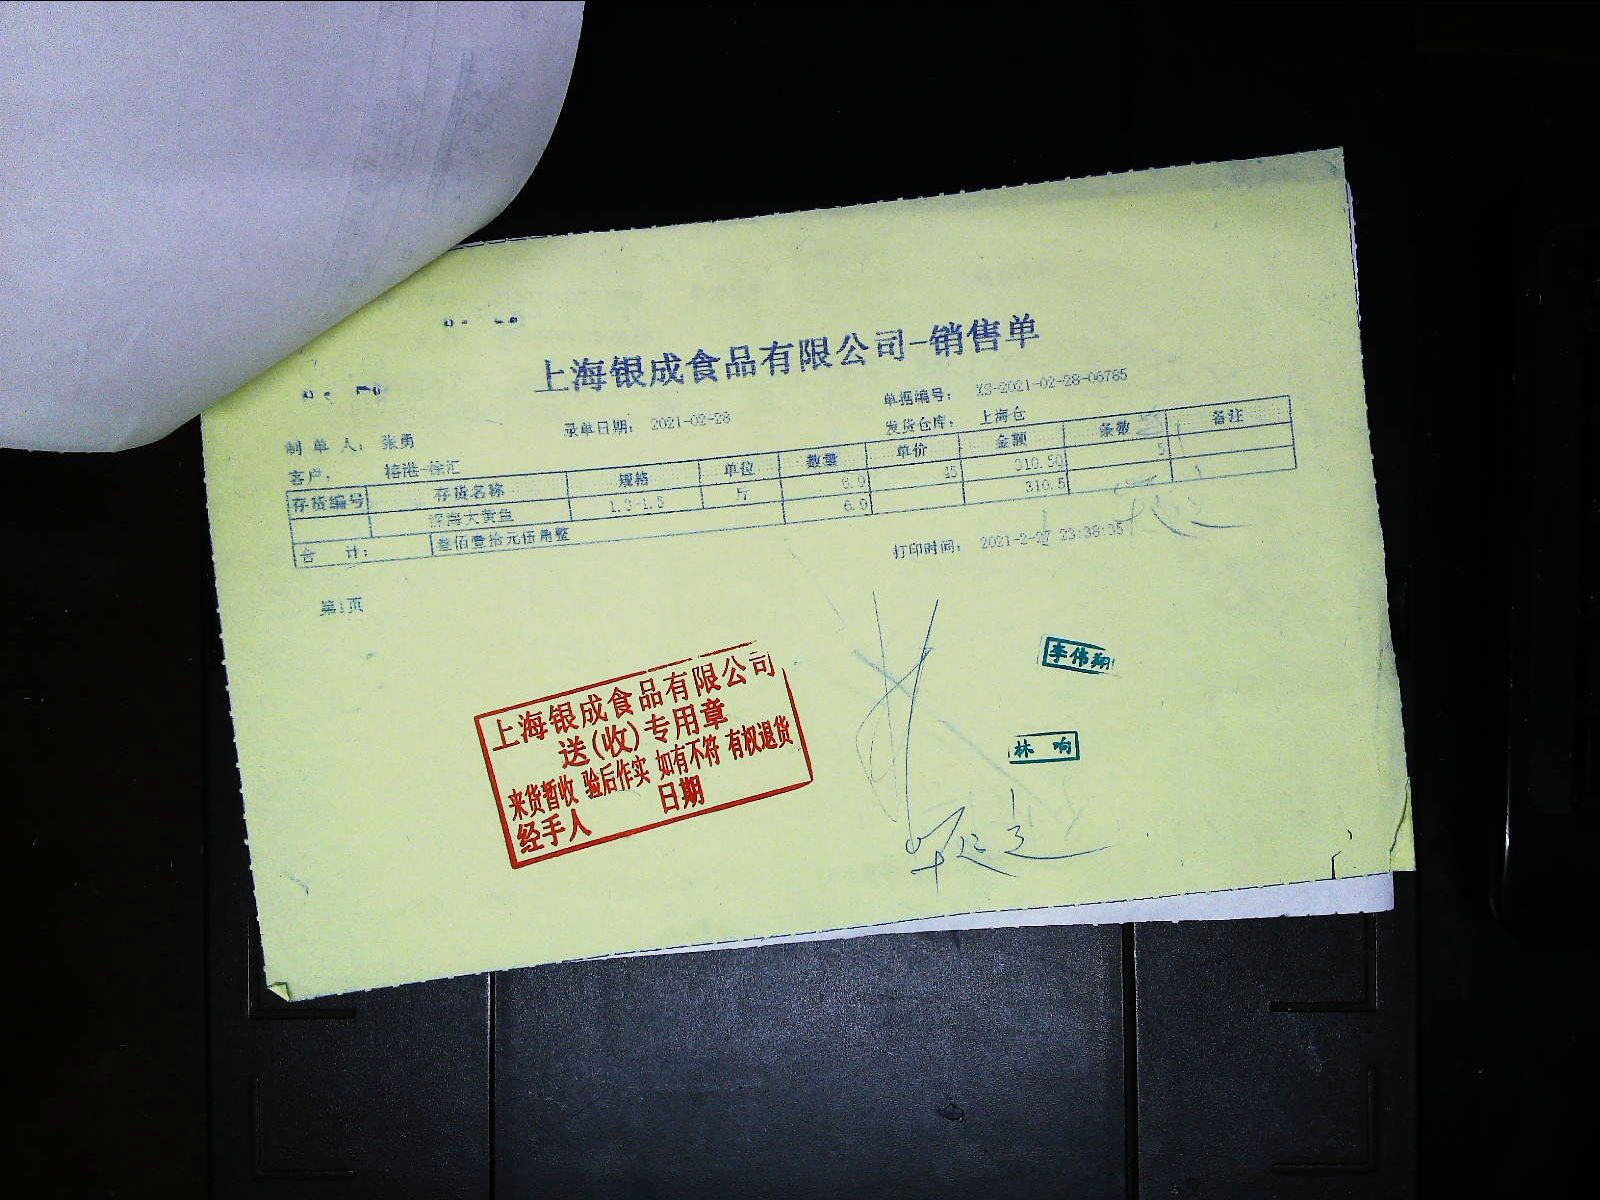 上海银成食品有限公司-销售单
单据编号： XS-2021-02-28-06785
录单日期： 2021-02-28
发货仓库： 上海仓
制 单 人： 张勇
客户： 榕港-徐汇
存货编号 存货名称 规格 单位 数量 单价 金额 条数 备注
深海大黄鱼 1.3-1.5 斤 6.9 45 310.50 5
合 计： 叁佰壹拾元伍角整 6.9 310.5
打印时间： 2021-2-27 23:38:35
第1页
李伟翔
上海银成食品有限公司
送(收)专用章
来货暂收 验后作实 如有不符 有权退货
经手人 日期
林 响